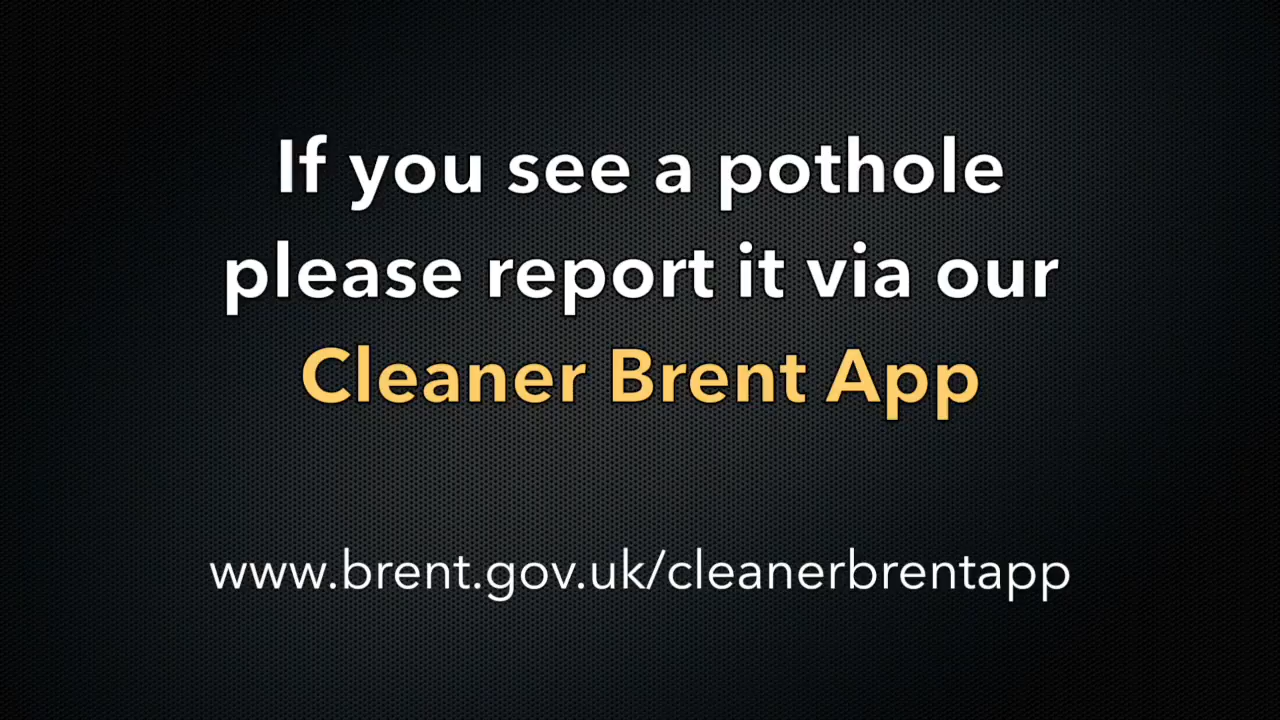 If you see a pothole
please report it via our
Cleaner Brent App
www.brent.gov.uk/cleanerbrentapp